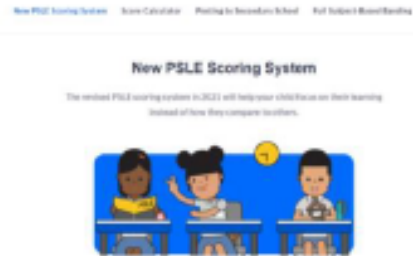 New PSLE Scoring System Score Calculator Posting to Secondary School Full Subject-Based Banding
New PSLE Scoring System
The revised PSLE scoring system in 2021 will help your child focus on their learning
instead of how they compare to others.